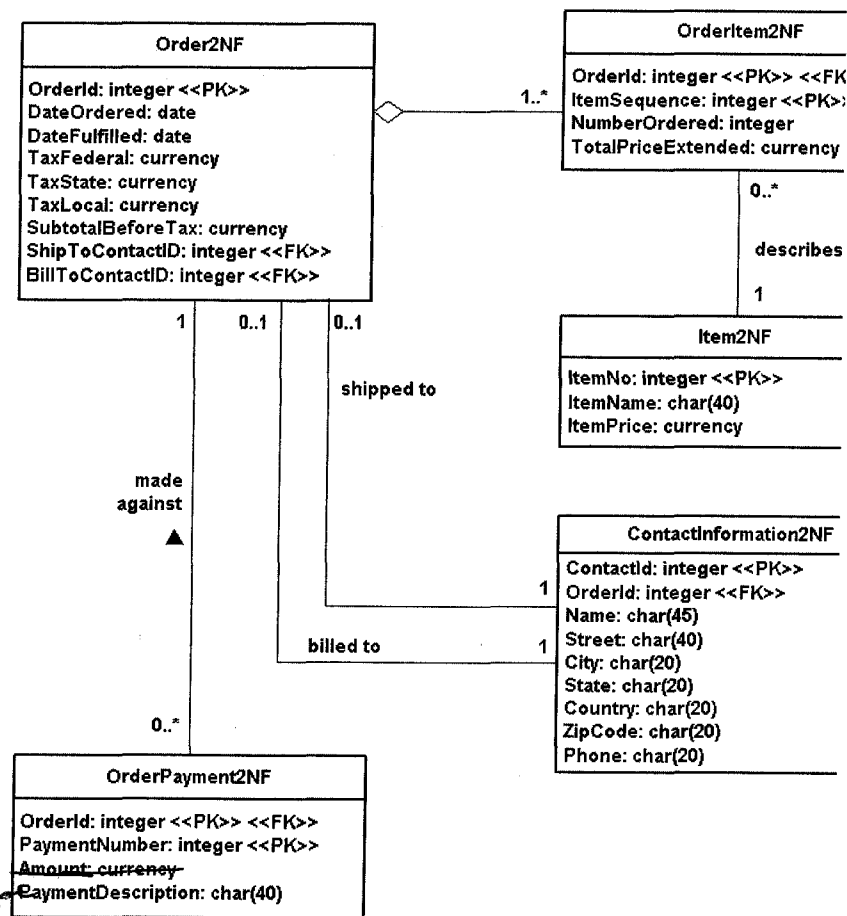 Order2NF
OrderId: integer <<PK>>
DateOrdered: date
DateFulfilled: date
TaxFederal: currency
TaxState: currency
TaxLocal: currency
SubtotalBeforeTax: currency
ShipToContactID: integer <<FK>>
BillToContactID: integer <<FK>>
OrderItem2NF
OrderId: integer <<PK>> <<FK
ItemSequence: integer <<PK>>
NumberOrdered: integer
TotalPriceExtended: currency
1..*
0..*
describes
1
Item2NF
ItemNo: integer <<PK>>
ItemName: char(40)
ItemPrice: currency
1
0..1
0..1
shipped to
made
against
1
billed to
1
ContactInformation2NF
ContactId: integer <<PK>>
OrderId: integer <<FK>>
Name: char(45)
Street: char(40)
City: char(20)
State: char(20)
Country: char(20)
ZipCode: char(20)
Phone: char(20)
0..*
OrderPayment2NF
OrderId: integer <<PK>> <<FK>>
PaymentNumber: integer <<PK>>
Amount: currency
PaymentDescription: char(40)